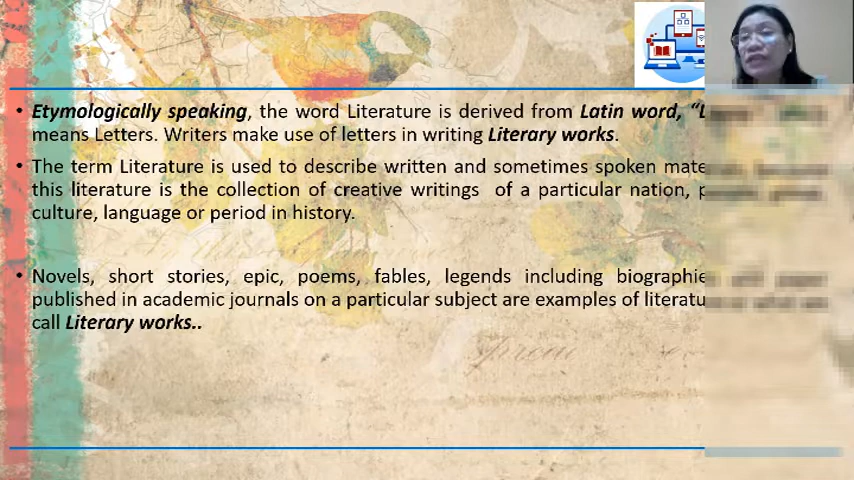 • Etymologically speaking, the word Literature is derived from Latin word,
means Letters. Writers make use of letters in writing Literary works.
• The term Literature is used to describe written and sometimes spoken
this literature is the collection of creative writings of a particular nation,
culture, language or period in history.
• Novels, short stories, epic, poems, fables, legends including
published in academic journals on a particular subject are examples of
call Literary works..